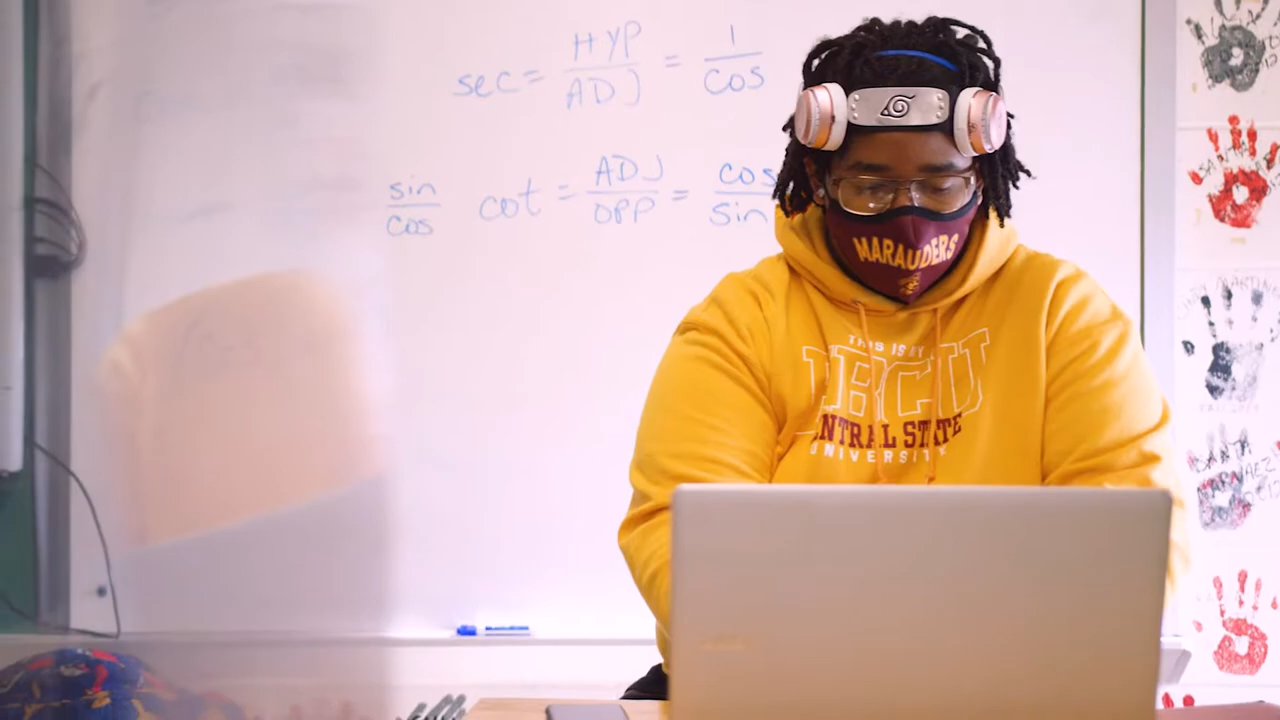 sec = HYP/ADJ = 1/cos
sin/cos cot = ADJ/OPP = cos/sin
MARAUDERS
THIS IS MY
HBCU
CENTRAL STATE
UNIVERSITY